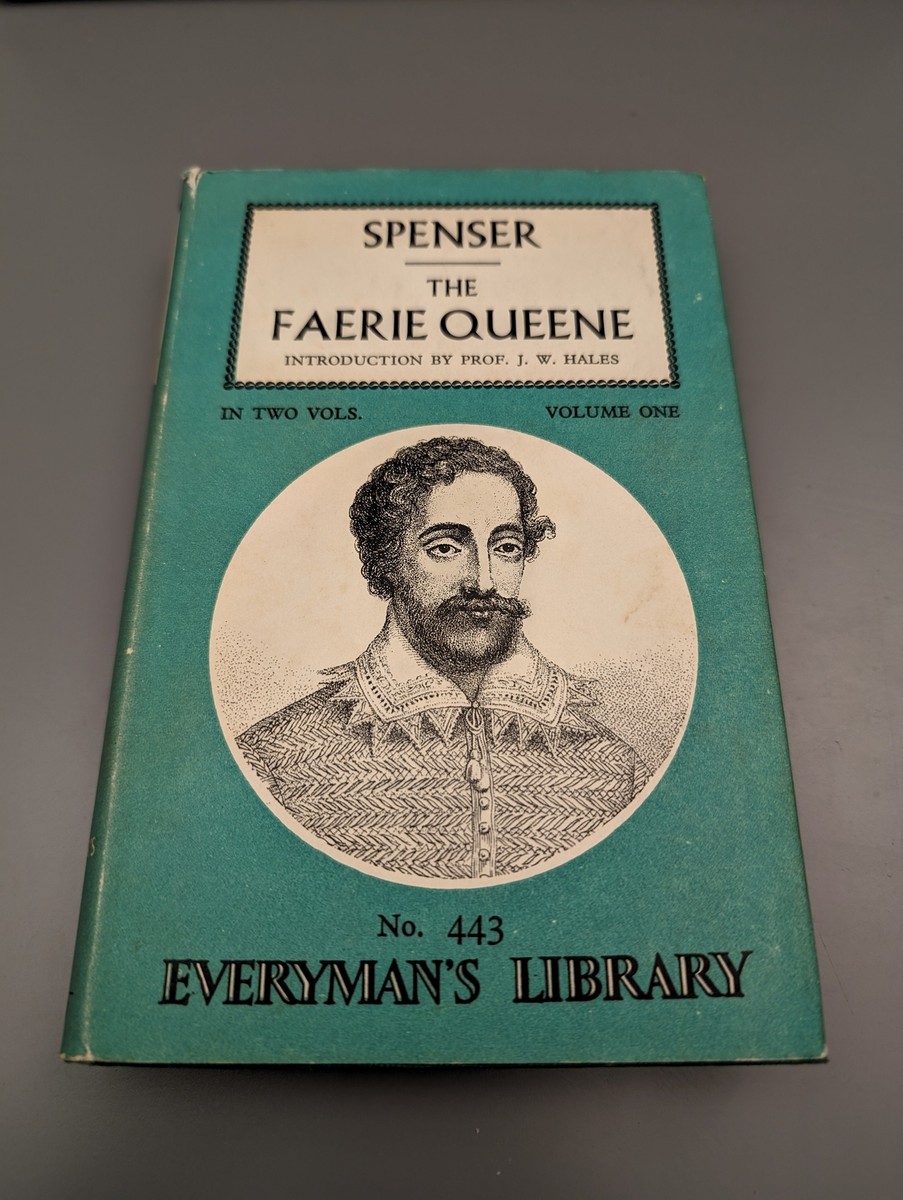 SPENSER
THE
FAERIE QUEENE
INTRODUCTION BY PROF. J. W. HALES
IN TWO VOLS. VOLUME ONE
No. 443
EVERYMAN'S LIBRARY